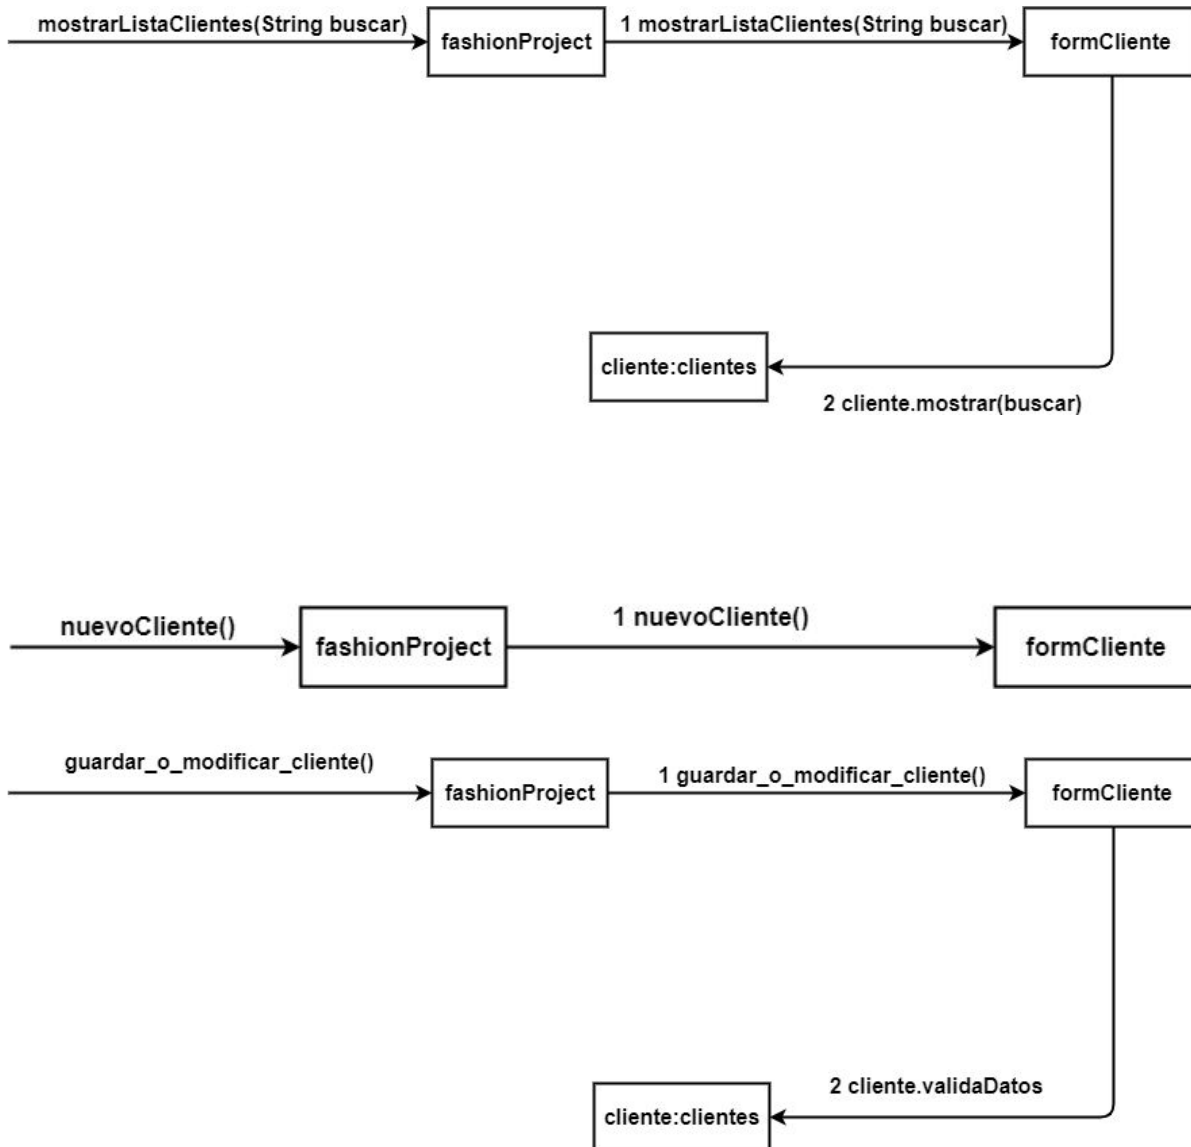 mostrarListaClientes(String buscar)
fashionProject
1 mostrarListaClientes(String buscar)
formCliente
cliente:clientes
2 cliente.mostrar(buscar)
nuevoCliente()
fashionProject
1 nuevoCliente()
formCliente
guardar_o_modificar_cliente()
fashionProject
1 guardar_o_modificar_cliente()
formCliente
2 cliente.validaDatos
cliente:clientes